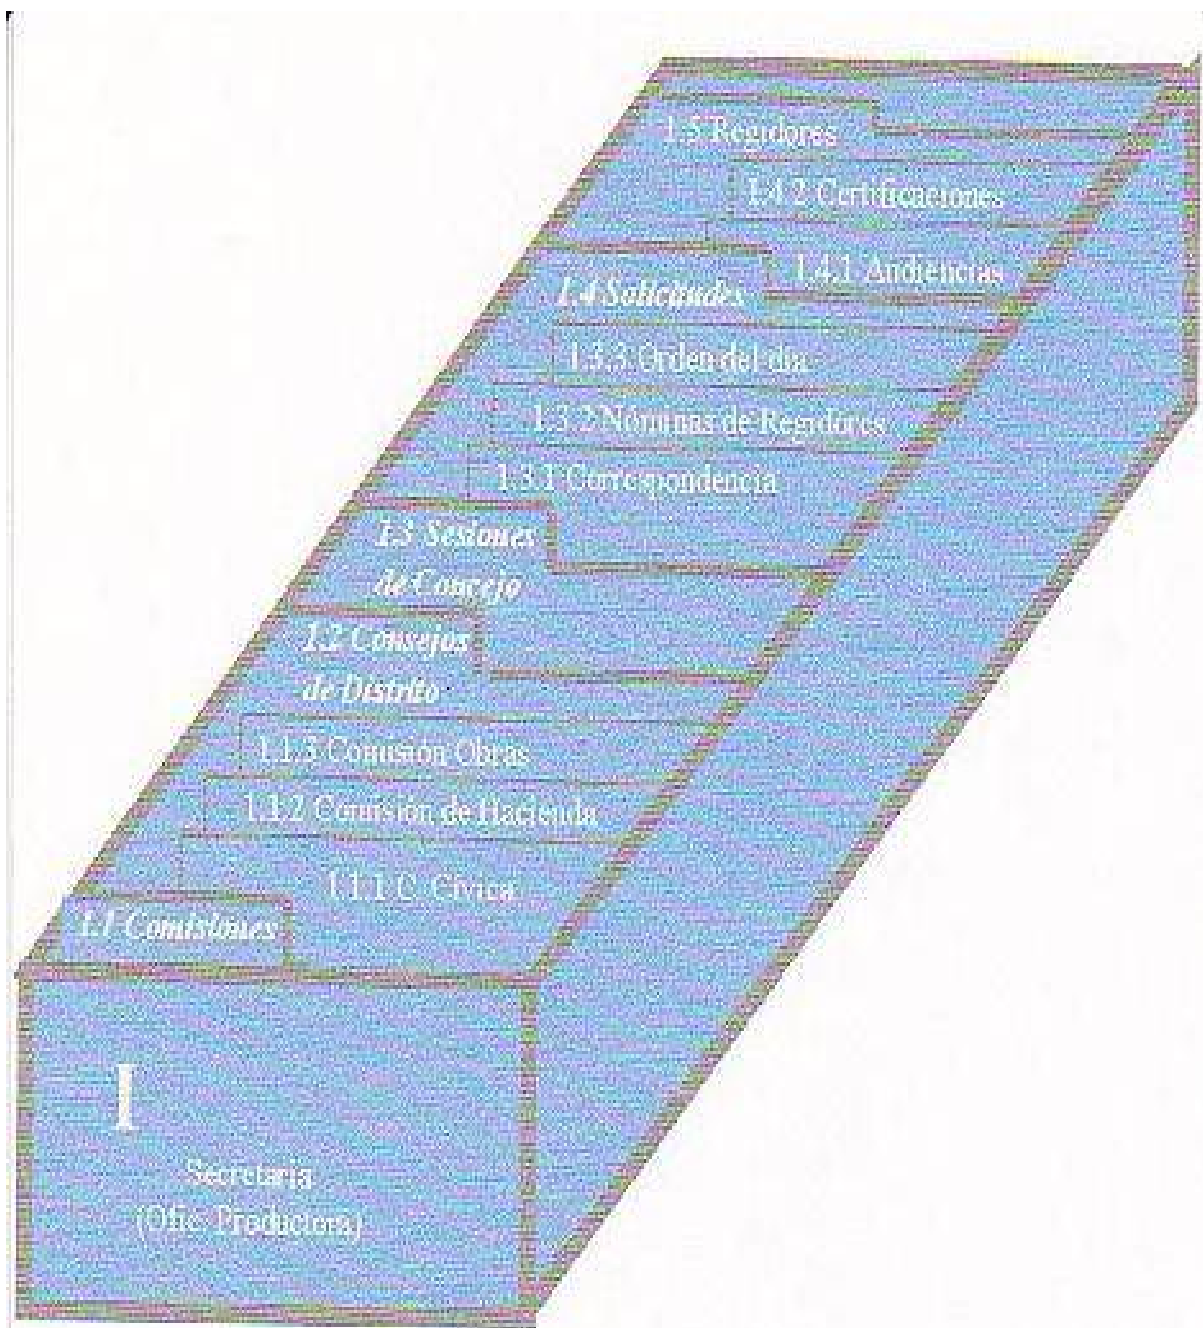 1.5 Regidores
1.4.2 Certificaciones
1.4.1 Audiencias
1.4 Solicitudes
1.3.3 Orden del día
1.3.2 Nóminas de Regidores
1.3.1 Correspondencia
1.3 Sesiones
de Concejo
1.2 Consejos
de Distrito
1.1.3 Comisión Obras
1.1.2 Comisión de Hacienda
1.1.1 C. Cívica
1.1 Comisiones
I
Secretaria
(Ofic. Productora)